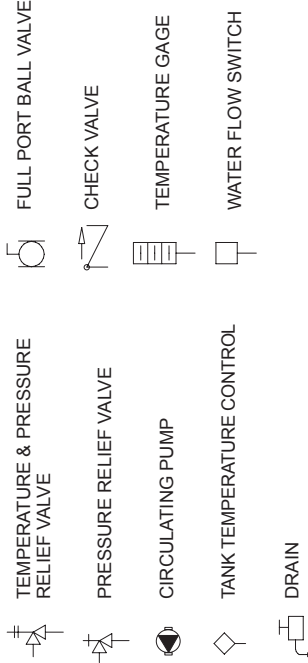 TEMPERATURE & PRESSURE
RELIEF VALVE
PRESSURE RELIEF VALVE
CIRCULATING PUMP
TANK TEMPERATURE CONTROL
DRAIN
FULL PORT BALL VALVE
CHECK VALVE
TEMPERATURE GAGE
WATER FLOW SWITCH